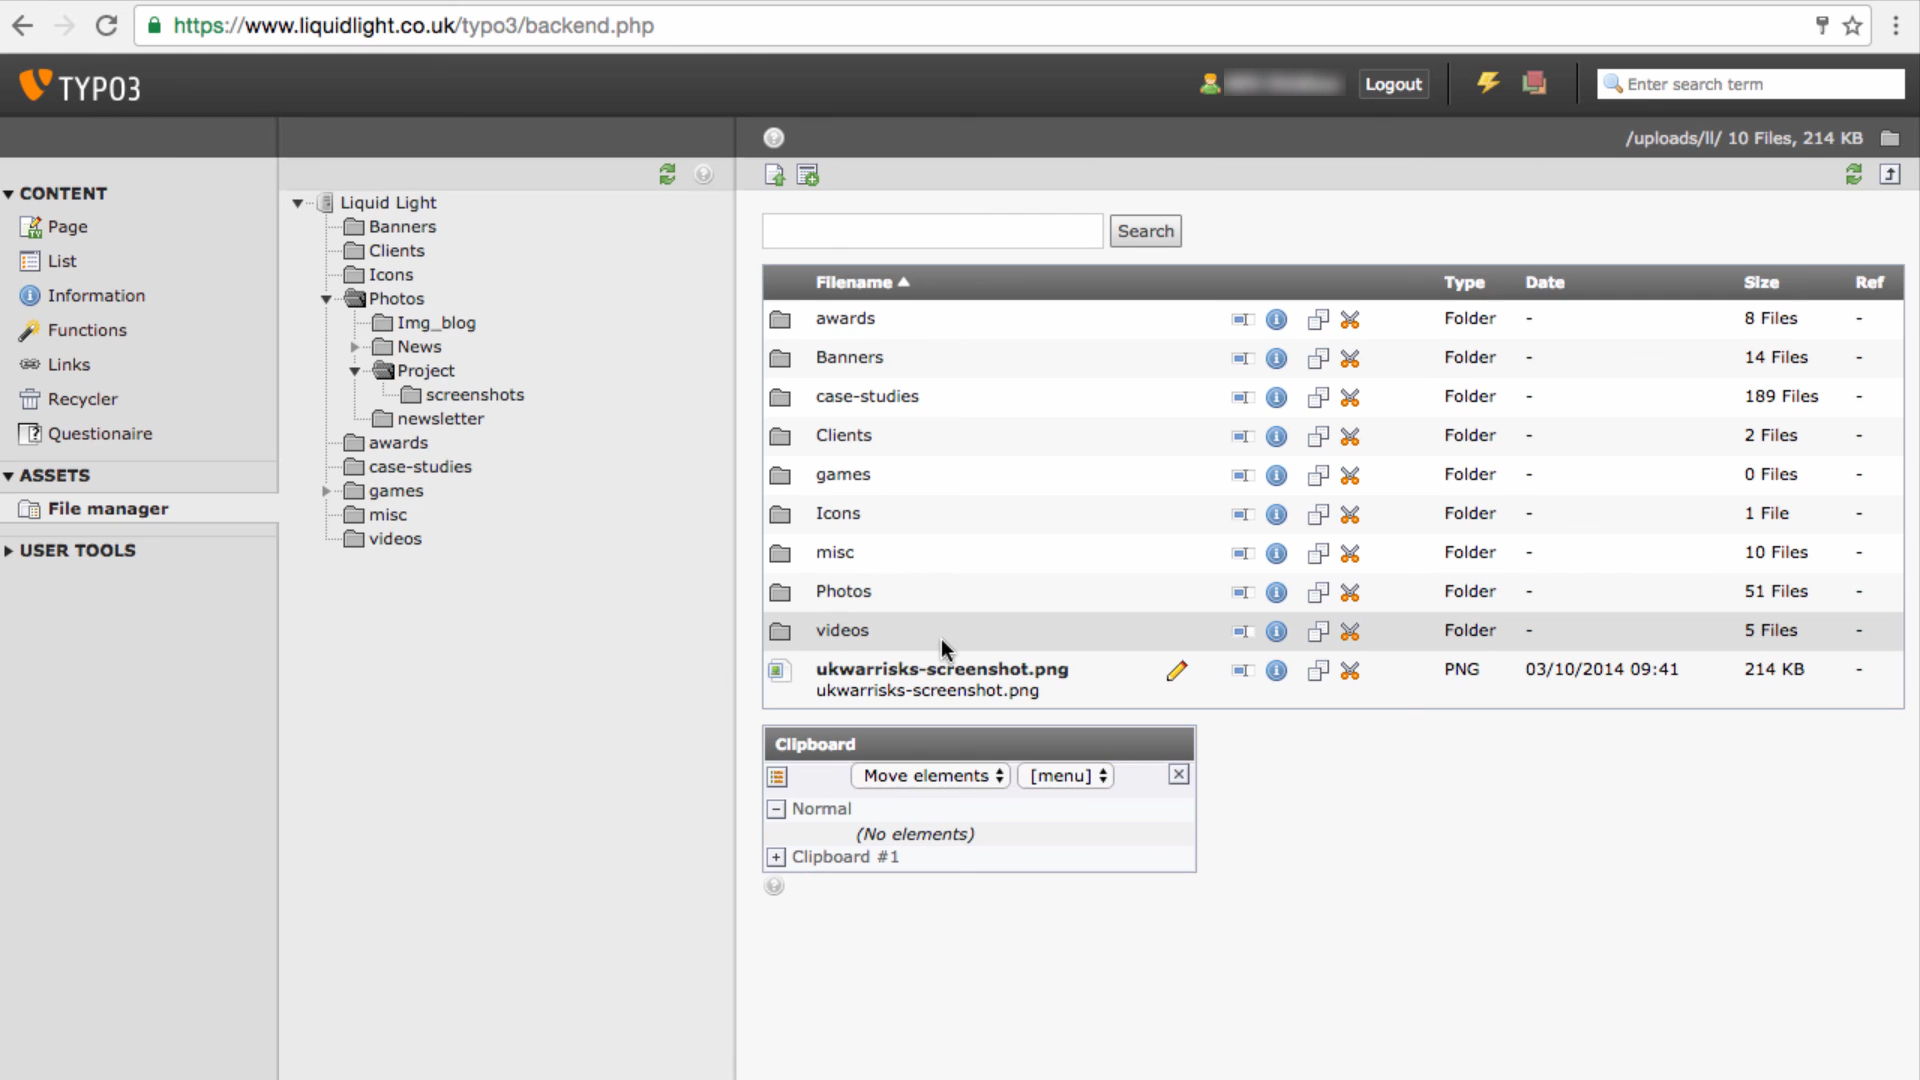 https://www.liquidlight.co.uk/typo3/backend.php
TYPO3
Logout
Enter search term
/uploads/ll/ 10 Files, 214 KB
CONTENT
Page
List
Information
Functions
Links
Recycler
Questionaire
ASSETS
File manager
USER TOOLS
Liquid Light
Banners
Clients
Icons
Photos
Img_blog
News
Project
screenshots
newsletter
awards
case-studies
games
misc
videos
Search
Filename Type Date Size Ref
awards Folder - 8 Files -
Banners Folder - 14 Files -
case-studies Folder - 189 Files -
Clients Folder - 2 Files -
games Folder - 0 Files -
Icons Folder - 1 File -
misc Folder - 10 Files -
Photos Folder - 51 Files -
videos Folder - 5 Files -
ukwarrisks-screenshot.png PNG 03/10/2014 09:41 214 KB -
ukwarrisks-screenshot.png
Clipboard
Move elements [menu]
Normal
(No elements)
Clipboard #1